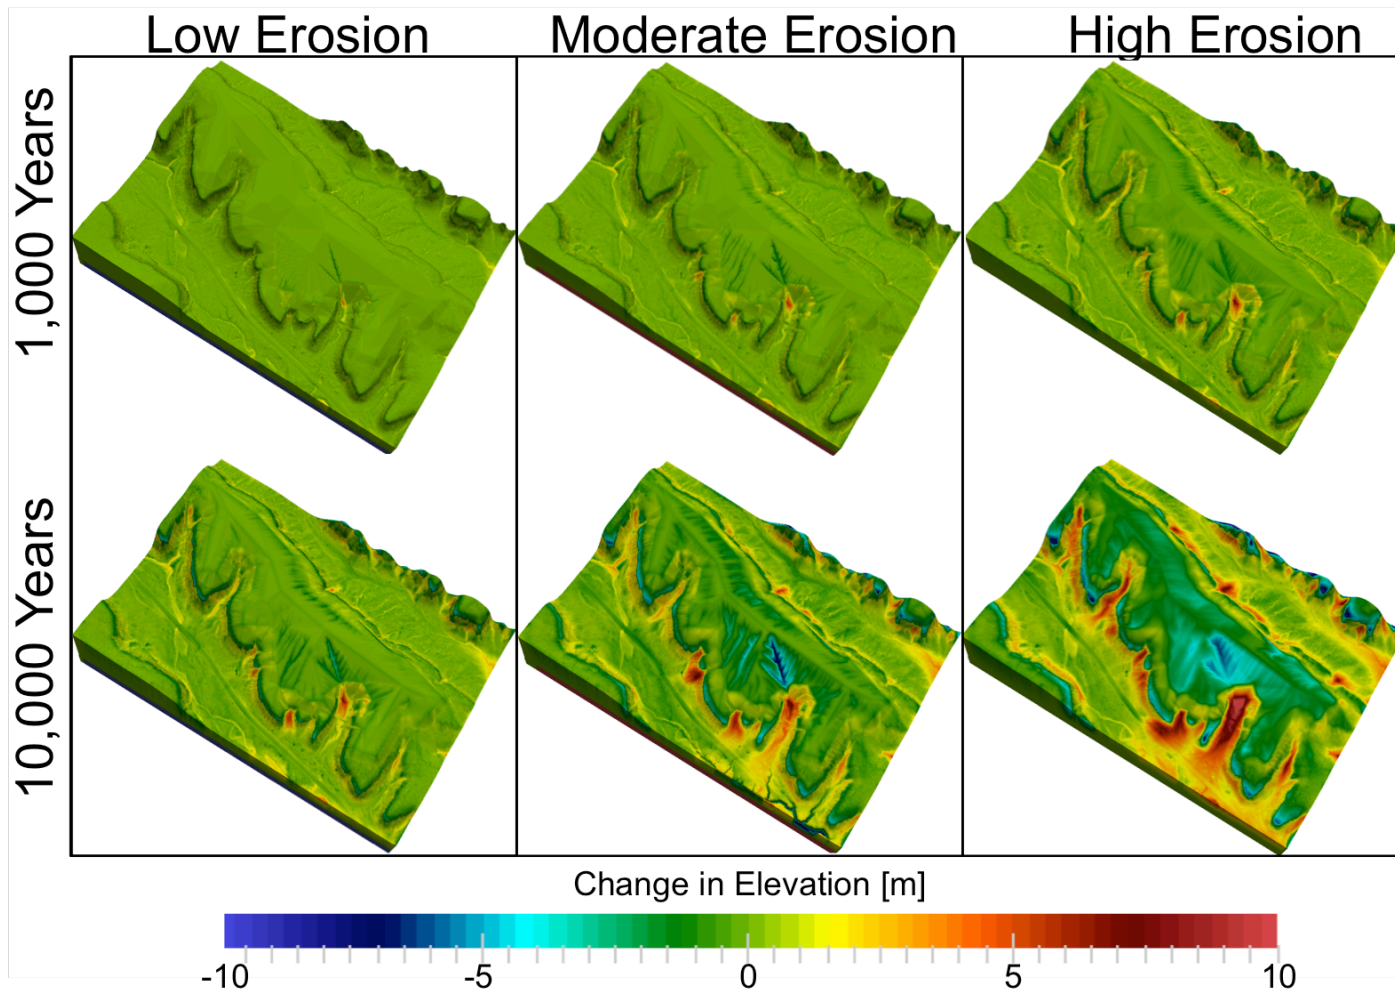 Low Erosion
Moderate Erosion
High Erosion
1,000 Years
10,000 Years
Change in Elevation [m]
-10
-5
0
5
10